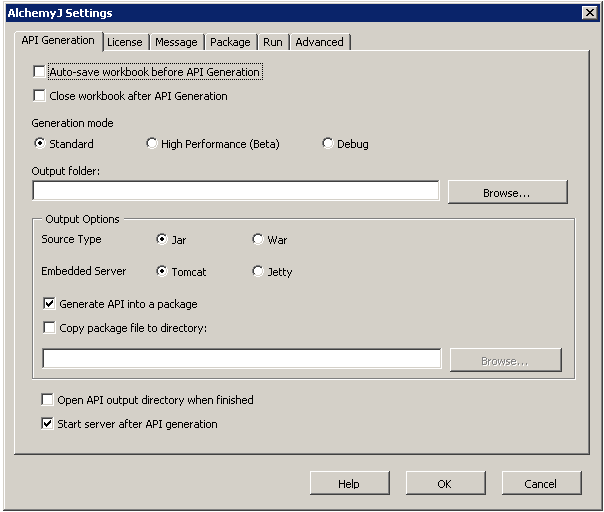 AlchemyJ Settings
API Generation License Message Package Run Advanced
Auto-save workbook before API Generation
Close workbook after API Generation
Generation mode
Standard High Performance (Beta) Debug
Output folder:
Browse...
Output Options
Source Type Jar War
Embedded Server Tomcat Jetty
Generate API into a package
Copy package file to directory:
Browse...
Open API output directory when finished
Start server after API generation
Help OK Cancel